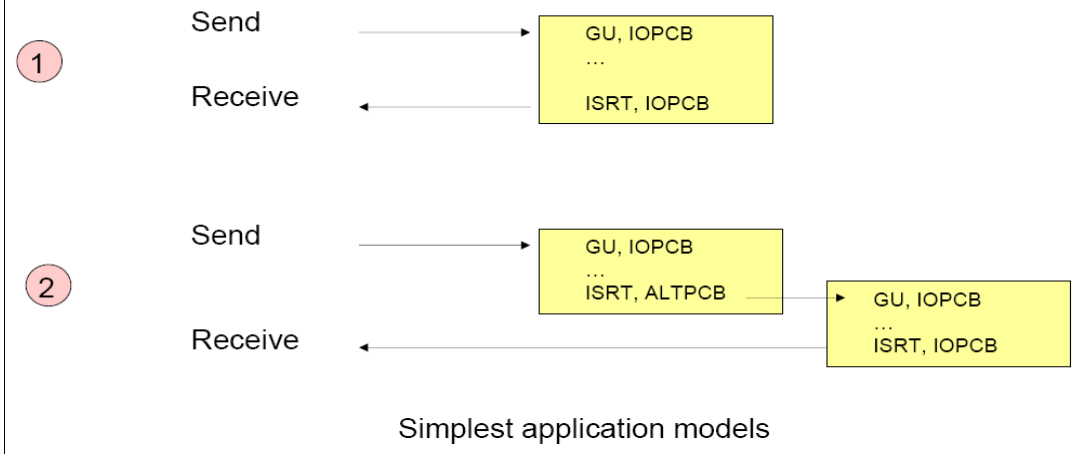 Send
1
GU, IOPCB
…
Receive
ISRT, IOPCB
Send
2
GU, IOPCB
…
ISRT, ALTPCB
GU, IOPCB
…
Receive
ISRT, IOPCB
Simplest application models